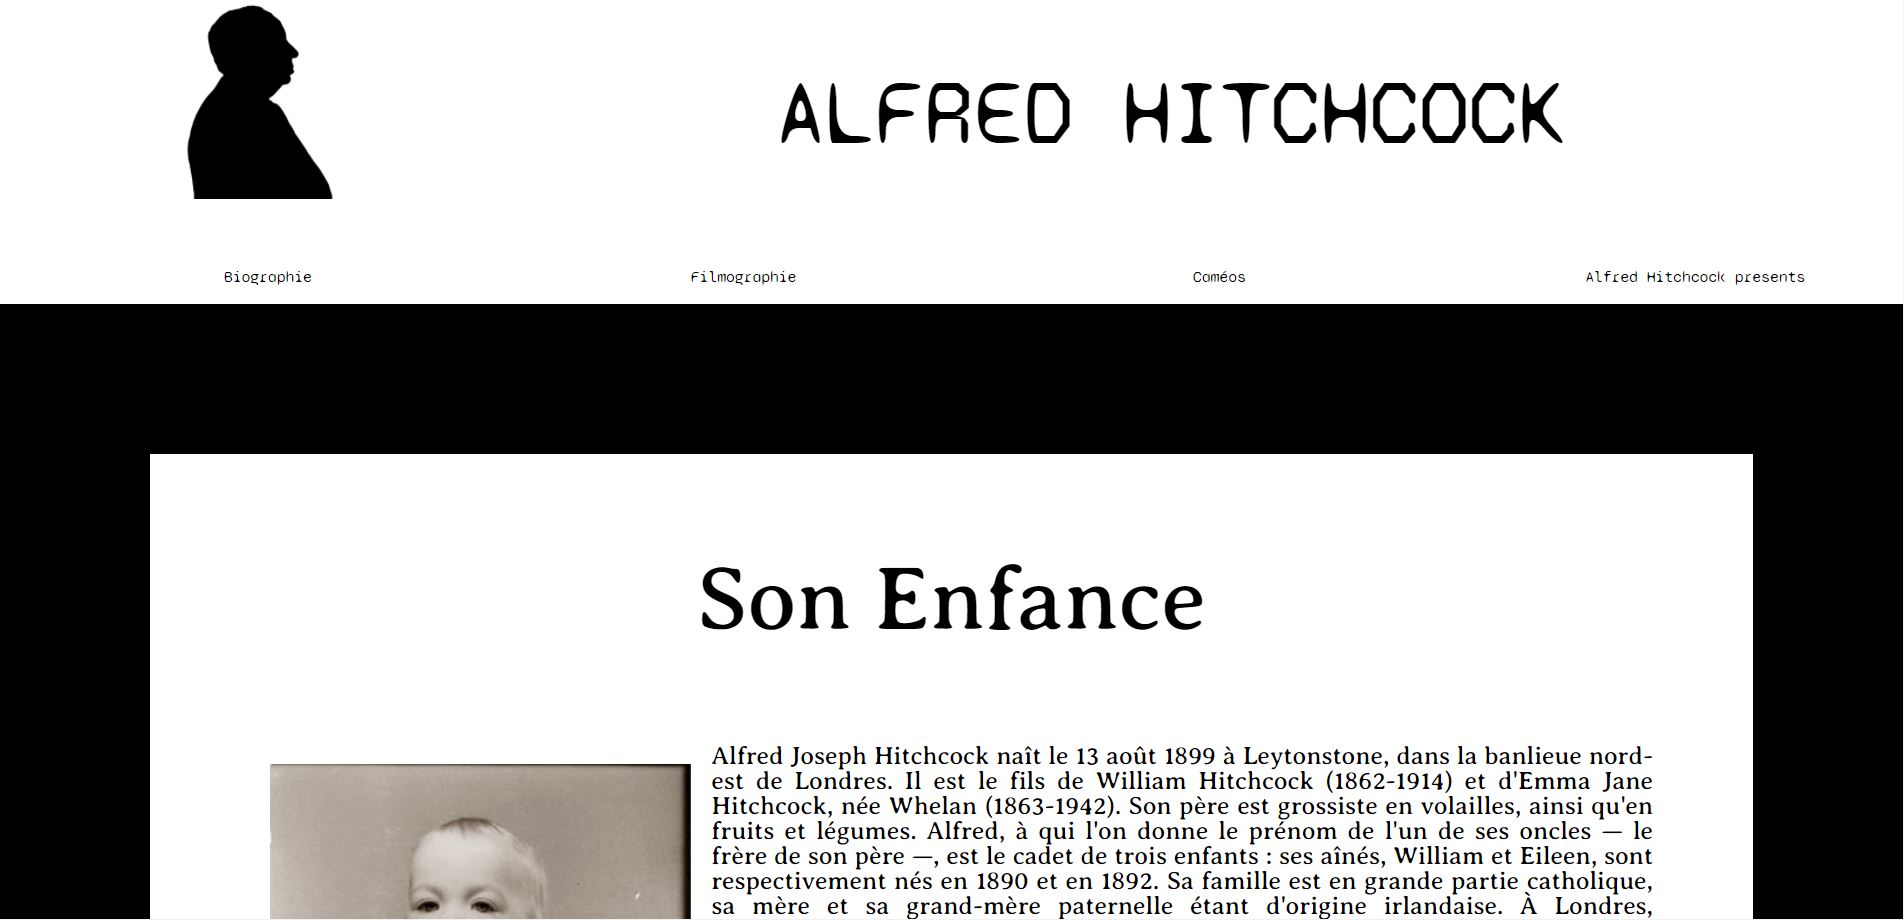 ALFRED HITCHCOCK
Biographie
Filmographie
Caméos
Alfred Hitchcock presents
Son Enfance
Alfred Joseph Hitchcock naît le 13 août 1899 à Leytonstone, dans la banlieue nord-
est de Londres. Il est le fils de William Hitchcock (1862-1914) et d'Emma Jane
Hitchcock, née Whelan (1863-1942). Son père est grossiste en volailles, ainsi qu'en
fruits et légumes. Alfred, à qui l'on donne le prénom de l'un de ses oncles — le
frère de son père —, est le cadet de trois enfants : ses aînés, William et Eileen, sont
respectivement nés en 1890 et en 1892. Sa famille est en grande partie catholique,
sa mère et sa grand-mère paternelle étant d'origine irlandaise. À Londres,